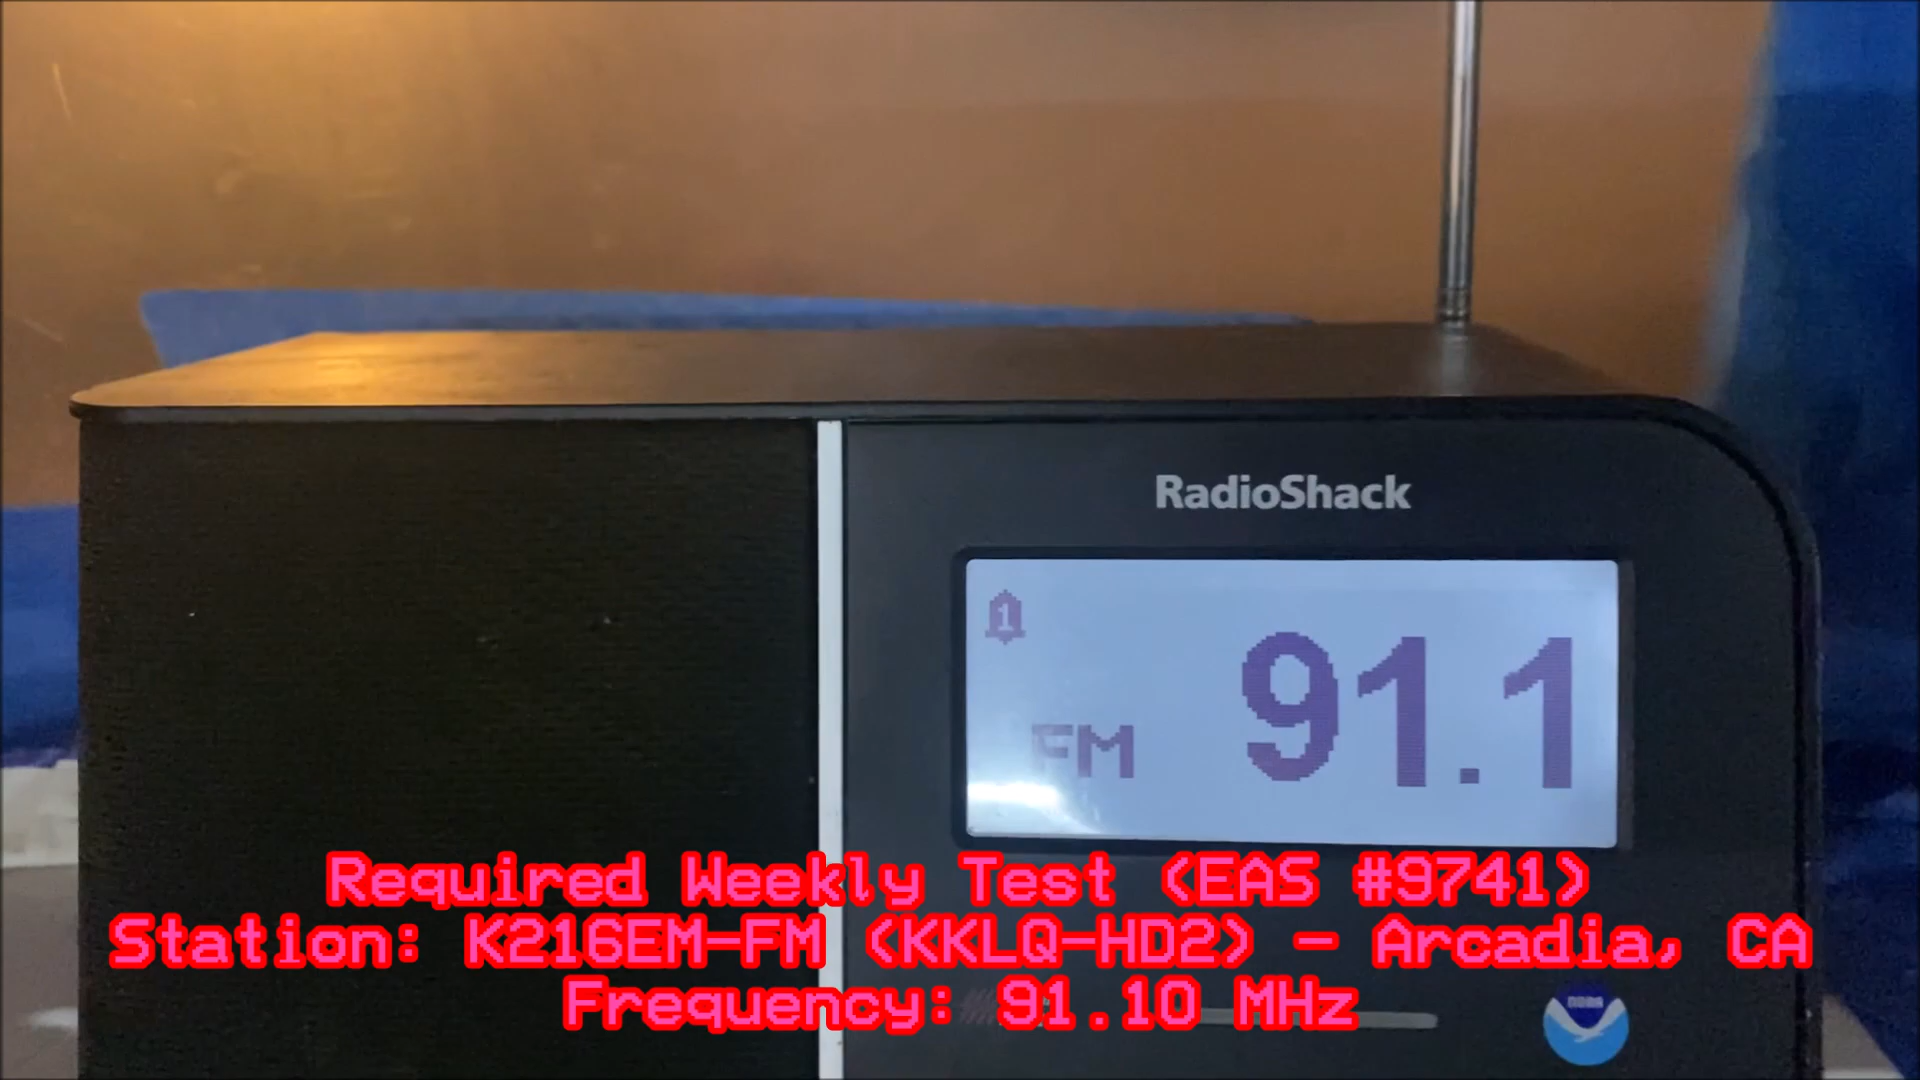 RadioShack
1
FM 91.1
Required Weekly Test (EAS #9741)
Station: K216EM-FM (KKLQ-HD2) - Arcadia, CA
Frequency: 91.10 MHz
NOAA